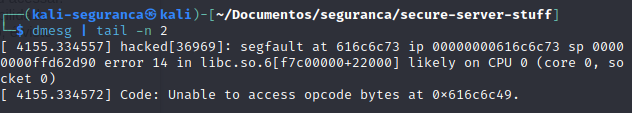 ┌──(kali-seguranca㉿kali)-[~/Documentos/seguranca/secure-server-stuff]
└─$ dmesg | tail -n 2
[ 4155.334557] hacked[36969]: segfault at 616c6c73 ip 00000000616c6c73 sp 0000
0000ffd62d90 error 14 in libc.so.6[f7c00000+22000] likely on CPU 0 (core 0, so
cket 0)
[ 4155.334572] Code: Unable to access opcode bytes at 0×616c6c49.